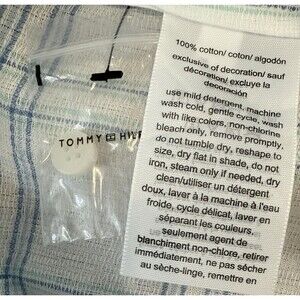 TOMMY HILF
100% cotton/ coton/ algodón
exclusive of decoration/ sauf
décoration/ excluye la
decoración
use mild detergent, machine
wash cold, gentle cycle, wash
with like colors, non-chlorine
bleach only, remove promptly,
do not tumble dry, reshape to
size, dry flat in shade, do not
iron, steam only if needed, dry
clean/utiliser un détergent
doux, laver à la machine à l'eau
froide, cycle délicat, laver en
séparant les couleurs,
seulement agent de
blanchiment non-chlore, retirer
immédiatement, ne pas sécher
au sèche-linge, remettre en